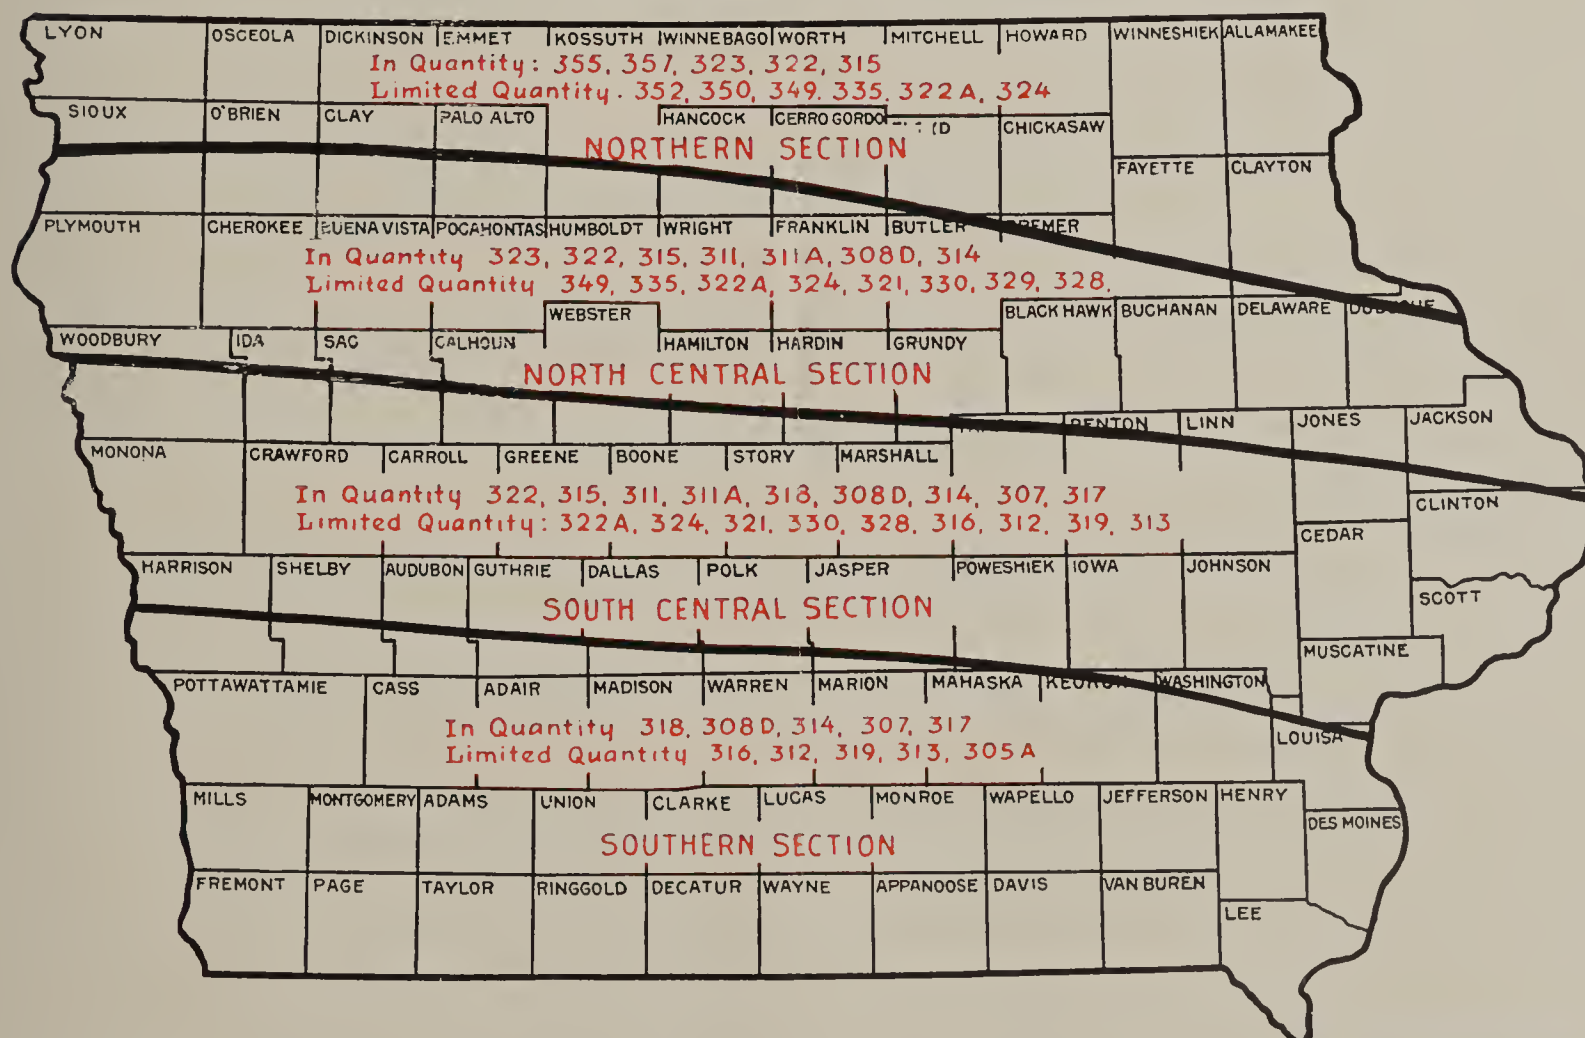 LYON OSCEOLA DICKINSON EMMET KOSSUTH WINNEBAGO WORTH MITCHELL HOWARD WINNESHIEK ALLAMAKEE
In Quantity: 355, 357, 323, 322, 315
Limited Quantity. 352, 350, 349. 335. 322A, 324
SIOUX O'BRIEN CLAY PALO ALTO HANCOCK CERRO GORDO CHICKASAW
NORTHERN SECTION
FAYETTE CLAYTON
PLYMOUTH CHEROKEE BUENA VISTA POCAHONTAS HUMBOLDT WRIGHT FRANKLIN BUTLER BREMER
In Quantity 323, 322, 315, 311, 311A, 308D, 314
Limited Quantity 349, 335, 322A, 324, 321, 330, 329, 328.
WEBSTER BLACK HAWK BUCHANAN DELAWARE DUBUQUE
WOODBURY IDA SAC CALHOUN HAMILTON HARDIN GRUNDY
NORTH CENTRAL SECTION
BENTON LINN JONES JACKSON
MONONA CRAWFORD CARROLL GREENE BOONE STORY MARSHALL
In Quantity 322, 315, 311, 311A, 318, 308D, 314, 307, 317
CLINTON
Limited Quantity: 322A, 324, 321, 330, 328, 316, 312, 319, 313
CEDAR
HARRISON SHELBY AUDUBON GUTHRIE DALLAS POLK JASPER POWESHIEK IOWA JOHNSON
SCOTT
SOUTH CENTRAL SECTION
MUSCATINE
POTTAWATTAMIE CASS ADAIR MADISON WARREN MARION MAHASKA KEOKUK WASHINGTON
In Quantity 318, 308D, 314, 307, 317
LOUISA
Limited Quantity 316, 312, 319, 313, 305A
MILLS MONTGOMERY ADAMS UNION CLARKE LUCAS MONROE WAPELLO JEFFERSON HENRY
DES MOINES
SOUTHERN SECTION
FREMONT PAGE TAYLOR RINGGOLD DECATUR WAYNE APPANOOSE DAVIS VAN BUREN
LEE